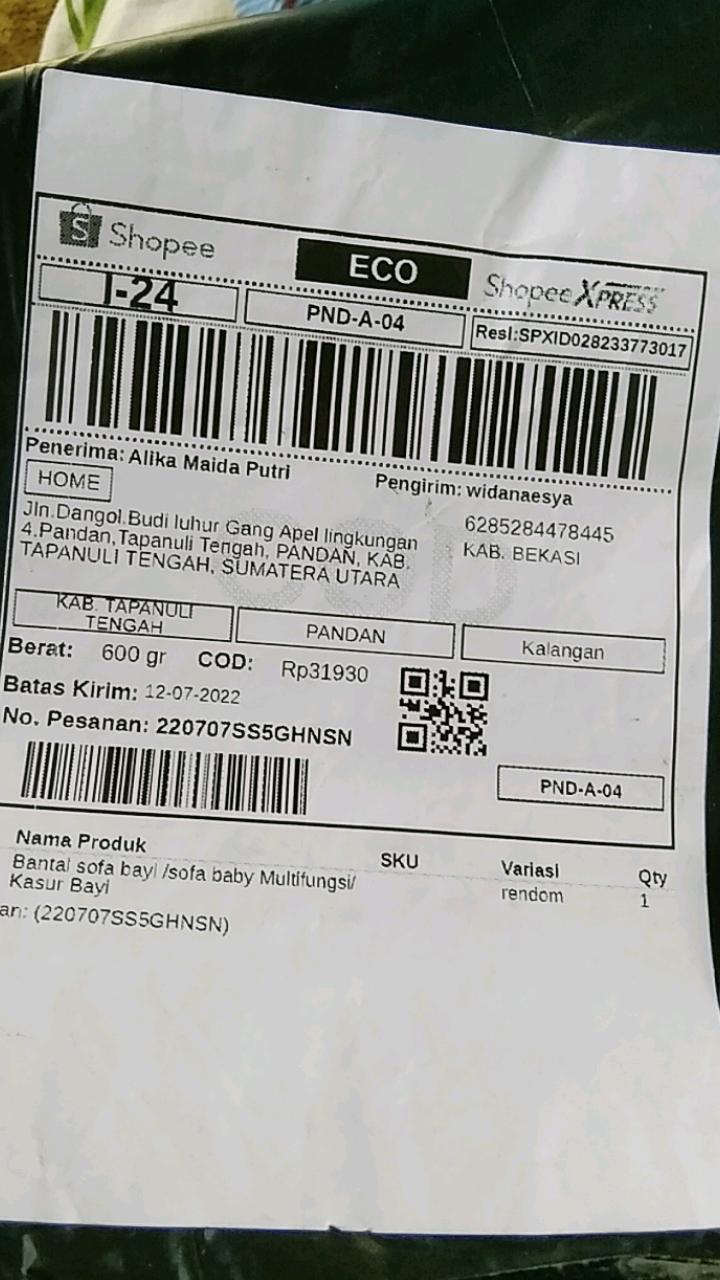 Shopee
ECO
Shopee XPRESS
I-24
PND-A-04
Resi:SPXID028233773017
Penerima: Alika Maida Putri
Pengirim: widanaesya
HOME
6285284478445
KAB. BEKASI
Jln.Dangol.Budi luhur Gang Apel lingkungan
4.Pandan,Tapanuli Tengah, PANDAN, KAB.
TAPANULI TENGAH, SUMATERA UTARA
COD
KAB. TAPANULI
TENGAH
PANDAN
Kalangan
Berat: 600 gr COD: Rp31930
Batas Kirim: 12-07-2022
No. Pesanan: 220707SS5GHNSN
PND-A-04
Nama Produk SKU Variasi Qty
Bantal sofa bayi /sofa baby Multifungsi/ rendom 1
Kasur Bayi
an: (220707SS5GHNSN)